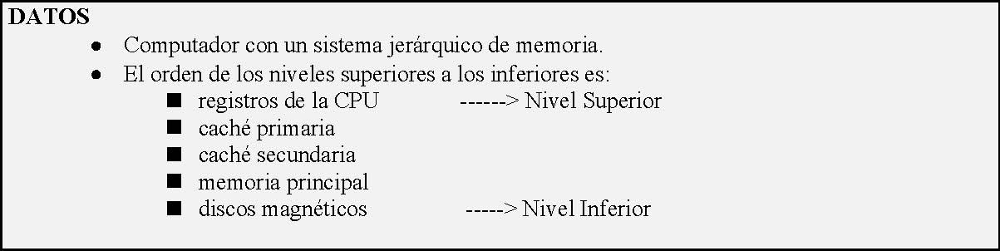 DATOS
● Computador con un sistema jerárquico de memoria.
● El orden de los niveles superiores a los inferiores es:
■ registros de la CPU ------> Nivel Superior
■ caché primaria
■ caché secundaria
■ memoria principal
■ discos magnéticos -----> Nivel Inferior